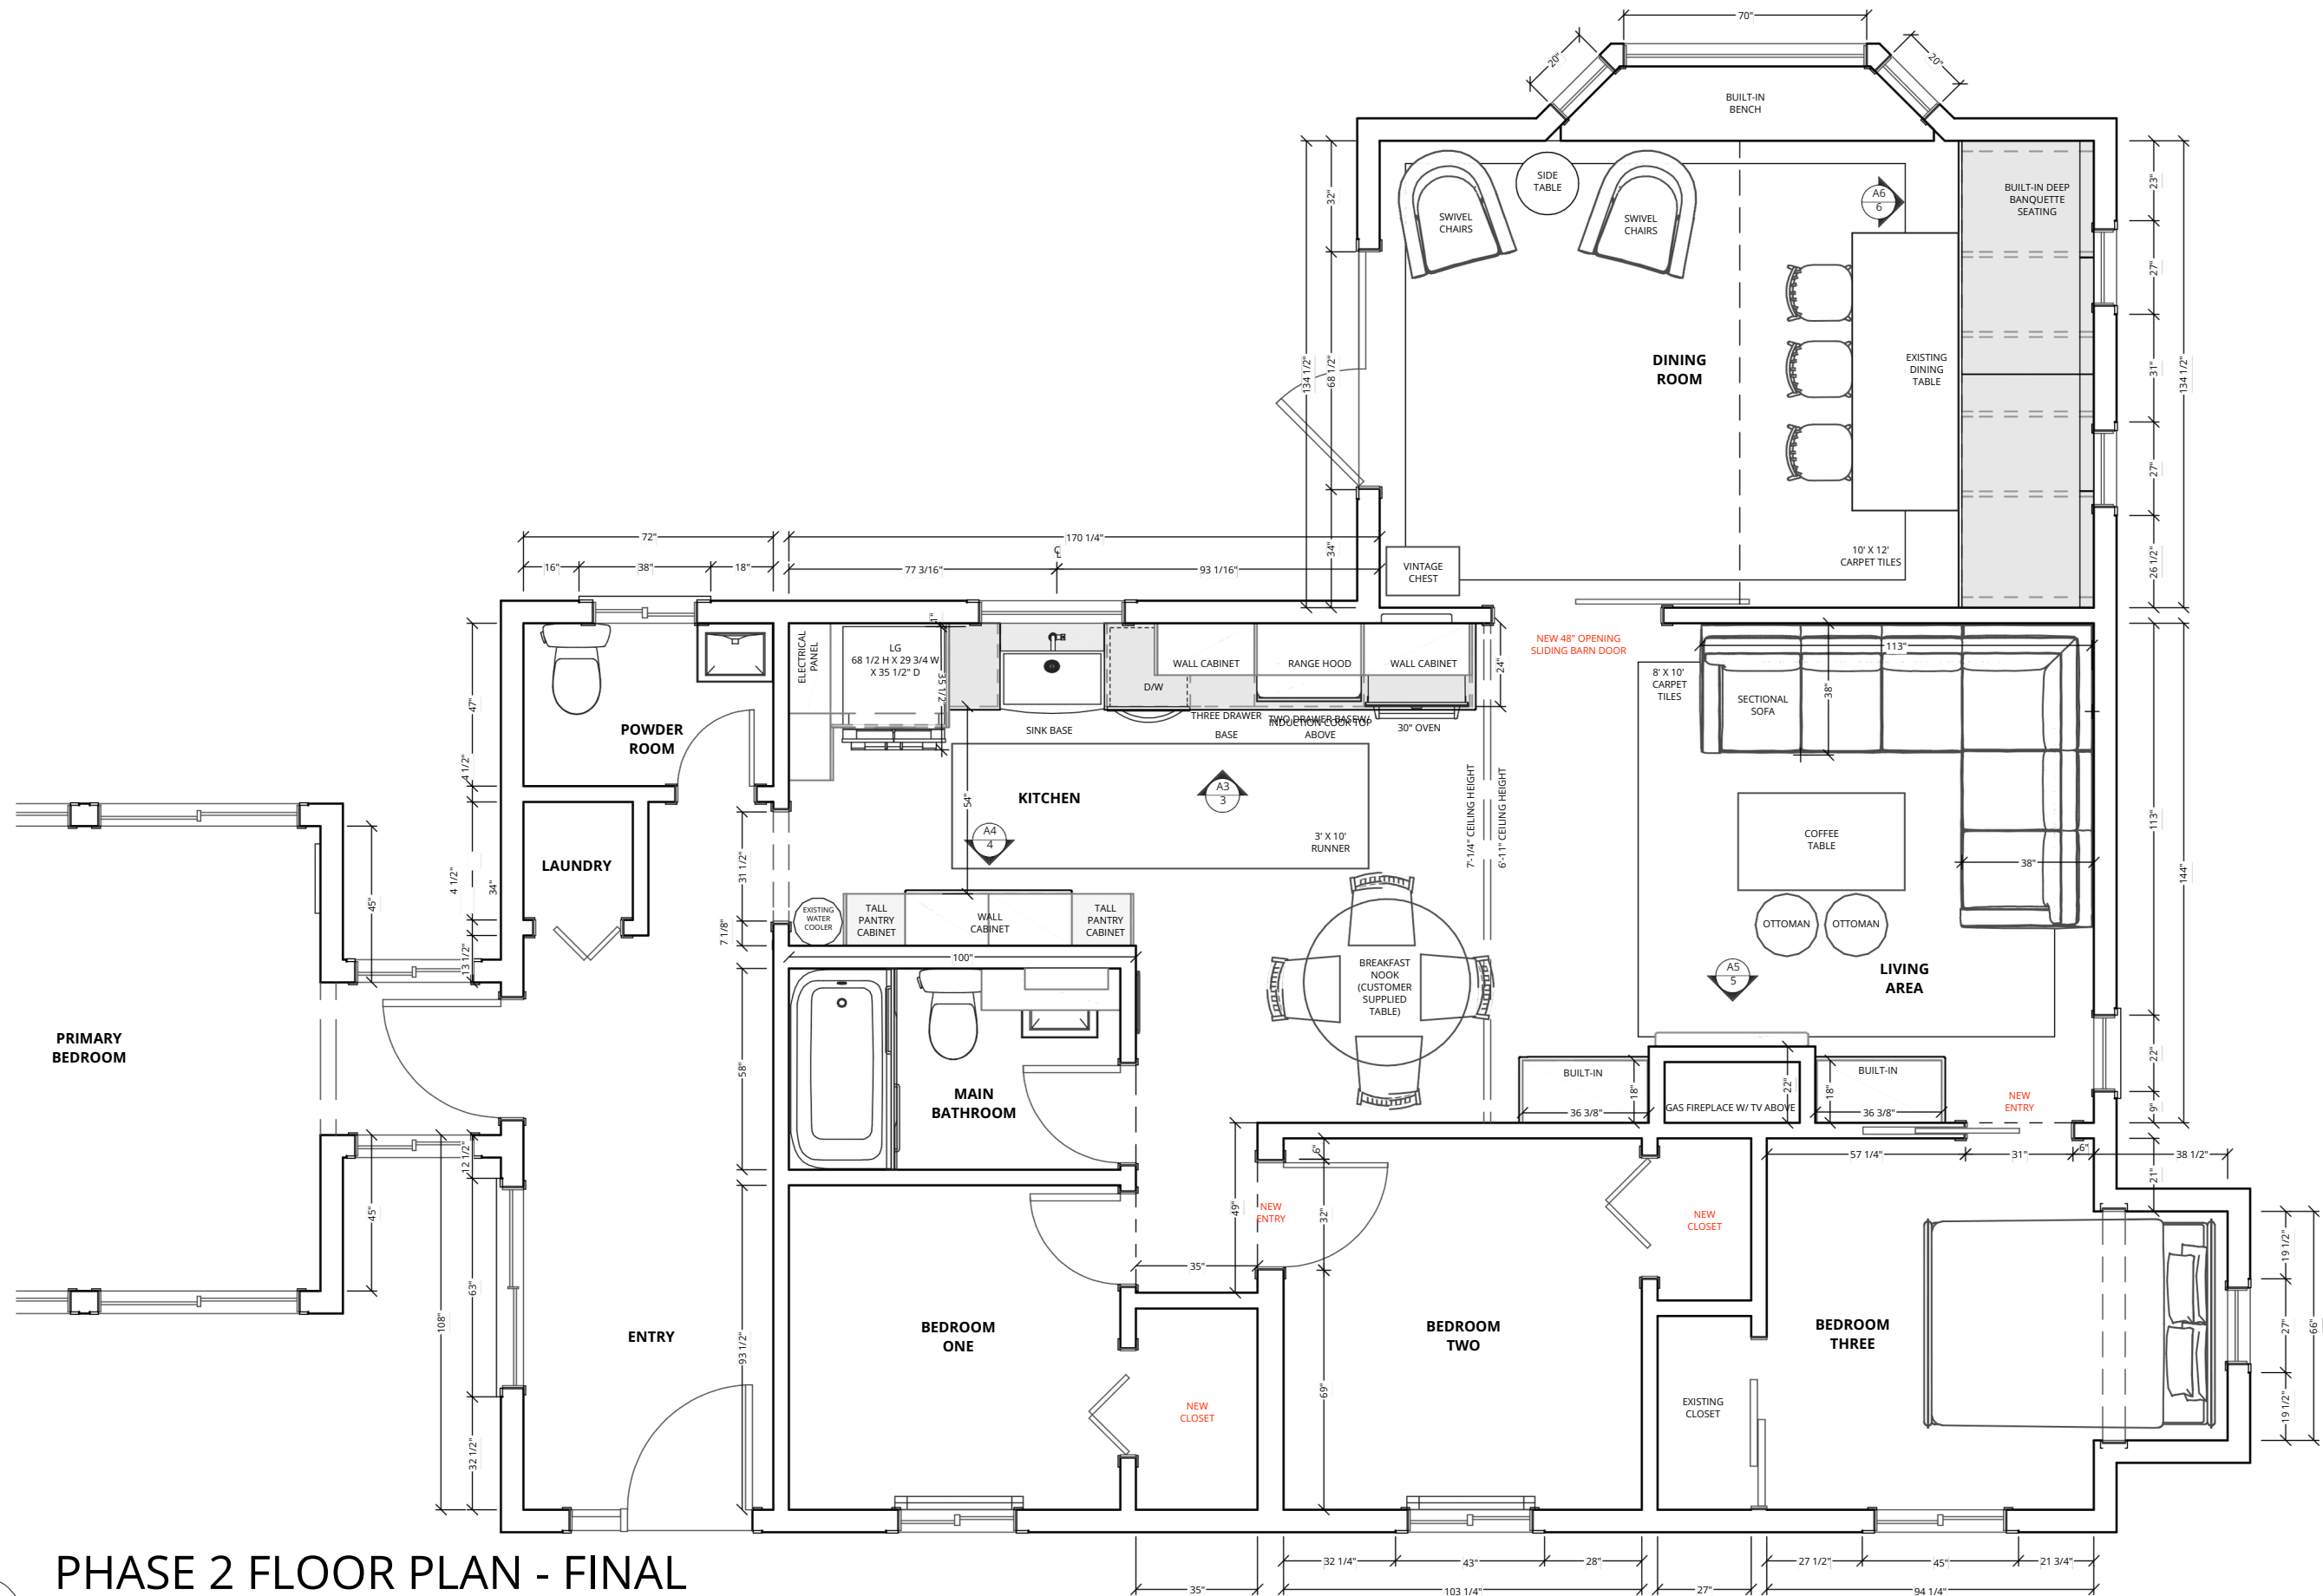 70"
20"
20"
BUILT-IN
BENCH
SIDE
TABLE
SWIVEL
CHAIRS
SWIVEL
CHAIRS
A6
6
BUILT-IN DEEP
BANQUETTE
SEATING
32"
134 1/2"
68 1/2"
34"
23"
27"
31"
27"
26 1/2"
134 1/2"
DINING
ROOM
EXISTING
DINING
TABLE
10' X 12'
CARPET TILES
VINTAGE
CHEST
72"
170 1/4"
16"
38"
18"
77 3/16"
93 1/16"
ELECTRICAL
PANEL
LG
68 1/2 H X 29 3/4 W
X 35 1/2" D
1"
35 1/2"
WALL CABINET
RANGE HOOD
WALL CABINET
D/W
24"
SINK BASE
THREE DRAWER
BASE
TWO DRAWER BASE W/
INDUCTION COOK TOP
ABOVE
30" OVEN
NEW 48" OPENING
SLIDING BARN DOOR
8' X 10'
CARPET
TILES
113"
SECTIONAL
SOFA
38"
47"
4 1/2"
POWDER
ROOM
KITCHEN
A3
3
A4
4
54"
3' X 10'
RUNNER
7'-1/4" CEILING HEIGHT
6'-11" CEILING HEIGHT
COFFEE
TABLE
38"
113"
144"
LAUNDRY
4 1/2"
34"
31 1/2"
7 1/8"
13 1/2"
45"
EXISTING
WATER
COOLER
TALL
PANTRY
CABINET
WALL
CABINET
TALL
PANTRY
CABINET
100"
OTTOMAN
OTTOMAN
BREAKFAST
NOOK
(CUSTOMER
SUPPLIED
TABLE)
A5
5
LIVING
AREA
PRIMARY
BEDROOM
58"
MAIN
BATHROOM
BUILT-IN
18"
36 3/8"
22"
GAS FIREPLACE W/ TV ABOVE
BUILT-IN
18"
36 3/8"
NEW
ENTRY
22"
9"
12 1/2"
45"
6"
57 1/4"
31"
6"
38 1/2"
21"
49"
NEW
ENTRY
32"
35"
NEW
CLOSET
63"
108"
32 1/2"
ENTRY
93 1/2"
BEDROOM
ONE
BEDROOM
TWO
BEDROOM
THREE
19 1/2"
27"
19 1/2"
66"
69"
NEW
CLOSET
EXISTING
CLOSET
32 1/4"
43"
28"
27 1/2"
45"
21 3/4"
35"
103 1/4"
27"
94 1/4"
PHASE 2 FLOOR PLAN - FINAL